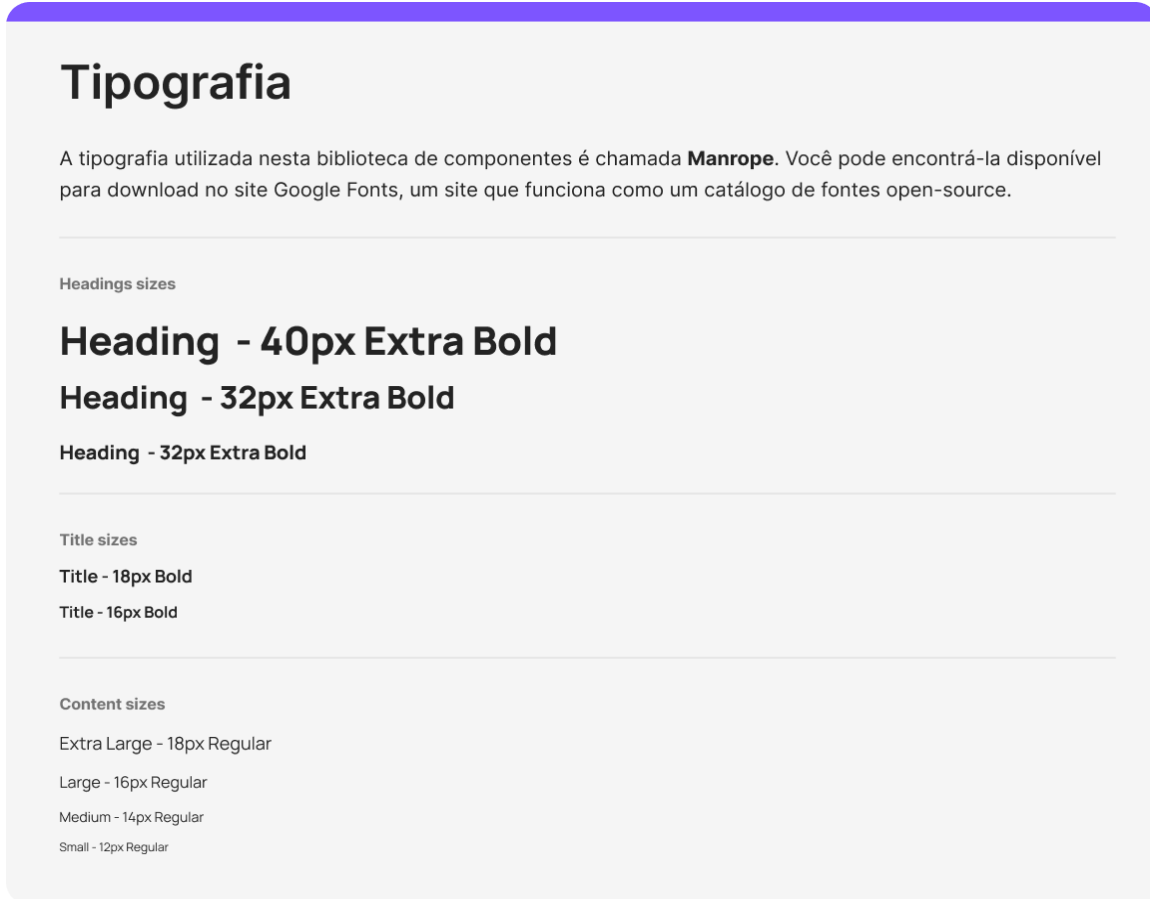 Tipografia
A tipografia utilizada nesta biblioteca de componentes é chamada Manrope. Você pode encontrá-la disponível
para download no site Google Fonts, um site que funciona como um catálogo de fontes open-source.
Headings sizes
Heading - 40px Extra Bold
Heading - 32px Extra Bold
Heading - 32px Extra Bold
Title sizes
Title - 18px Bold
Title - 16px Bold
Content sizes
Extra Large - 18px Regular
Large - 16px Regular
Medium - 14px Regular
Small - 12px Regular